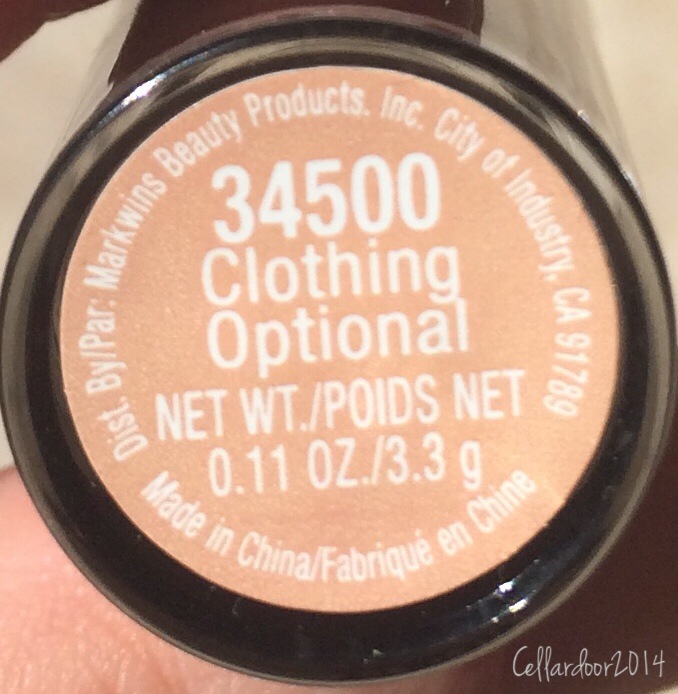 Dist. By/Par: Markwins Beauty Products. Inc. City of Industry, CA 91789
34500
Clothing
Optional
NET WT./POIDS NET
0.11 OZ./3.3 g
Made in China/Fabriqué en Chine
Cellardoor2014